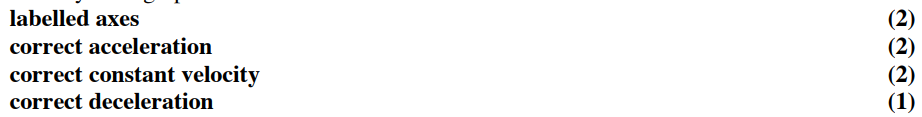 labelled axes (2)
correct acceleration (2)
correct constant velocity (2)
correct deceleration (1)